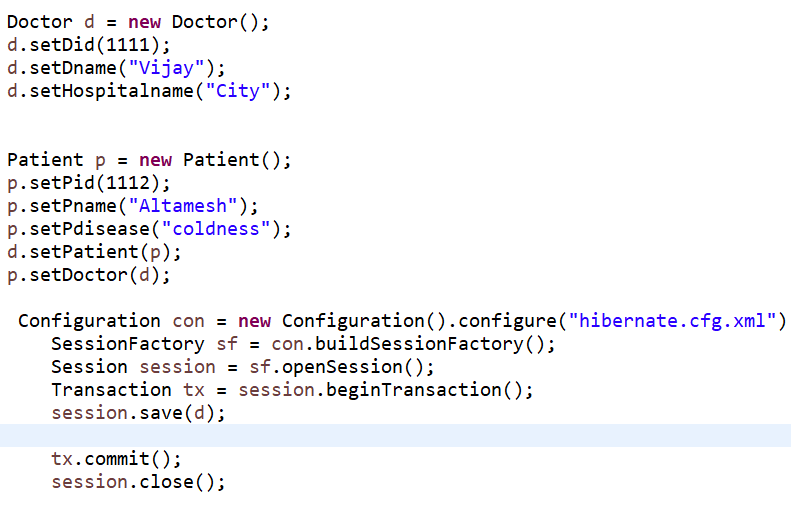 Doctor d = new Doctor();
d.setDid(1111);
d.setDname("Vijay");
d.setHospitalname("City");
Patient p = new Patient();
p.setPid(1112);
p.setPname("Altamesh");
p.setPdisease("coldness");
d.setPatient(p);
p.setDoctor(d);
Configuration con = new Configuration().configure("hibernate.cfg.xml")
SessionFactory sf = con.buildSessionFactory();
Session session = sf.openSession();
Transaction tx = session.beginTransaction();
session.save(d);
tx.commit();
session.close();